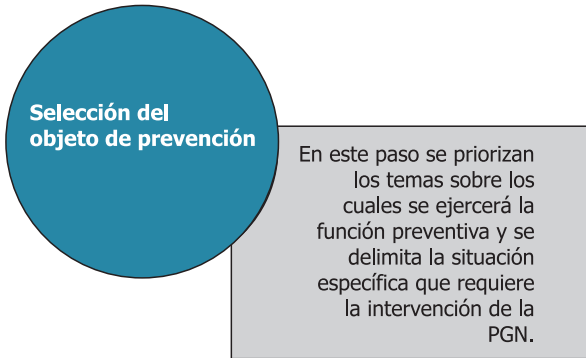 Selección del
objeto de prevención
En este paso se priorizan
los temas sobre los
cuales se ejercerá la
función preventiva y se
delimita la situación
específica que requiere
la intervención de la
PGN.